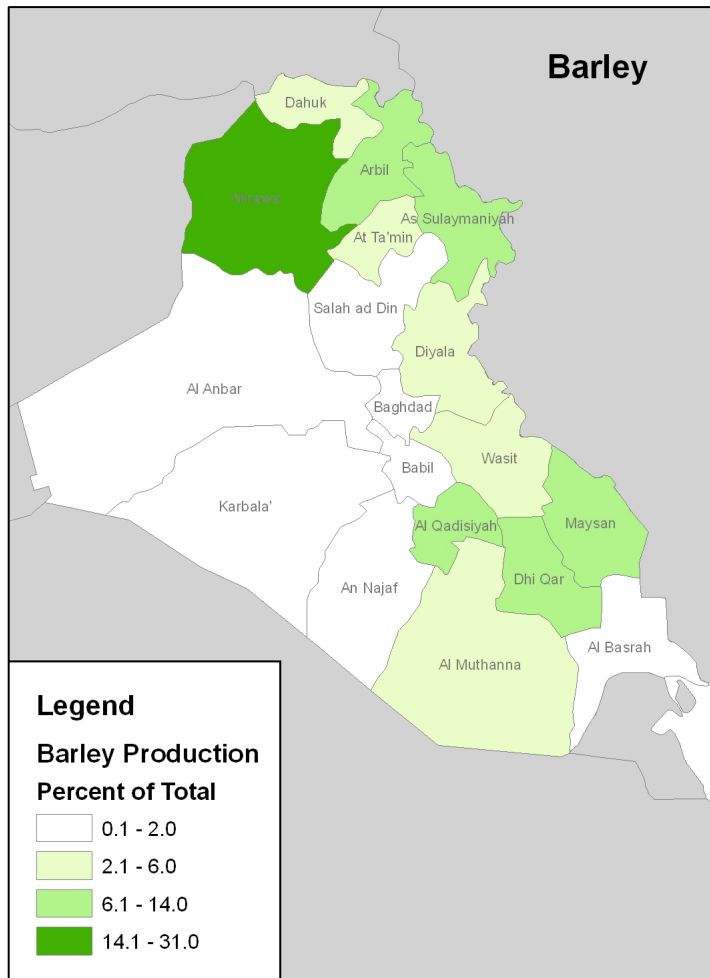 Barley
Dahuk
Ninewa
Arbil
As Sulaymaniyah
At Ta'min
Salah ad Din
Diyala
Al Anbar
Baghdad
Wasit
Babil
Karbala'
Al Qadisiyah
Maysan
An Najaf
Dhi Qar
Al Basrah
Al Muthanna
Legend
Barley Production
Percent of Total
0.1 - 2.0
2.1 - 6.0
6.1 - 14.0
14.1 - 31.0